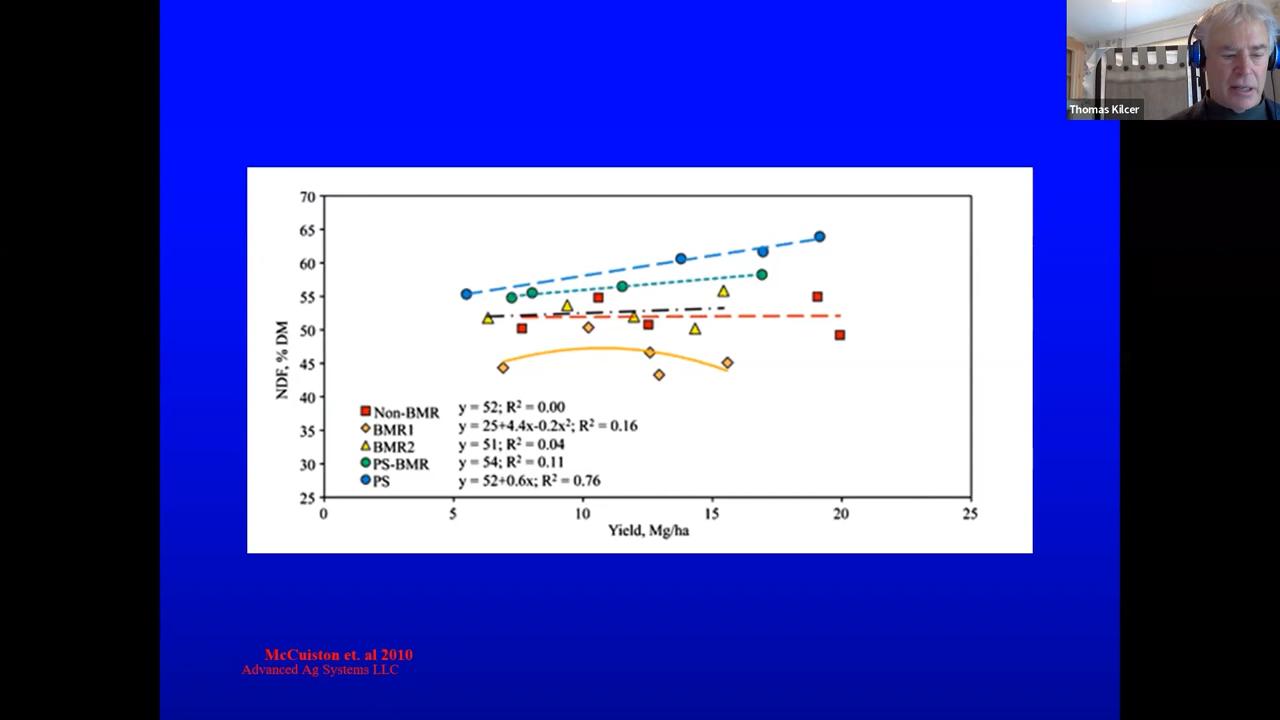 Thomas Kilcer
70
65
60
55
50
45
40
35
30
25
NDF, % DM
Non-BMR y = 52; R² = 0.00
BMR1 y = 25+4.4x-0.2x²; R² = 0.16
BMR2 y = 51; R² = 0.04
PS-BMR y = 54; R² = 0.11
PS y = 52+0.6x; R² = 0.76
0 5 10 15 20 25
Yield, Mg/ha
McCuiston et. al 2010
Advanced Ag Systems LLC